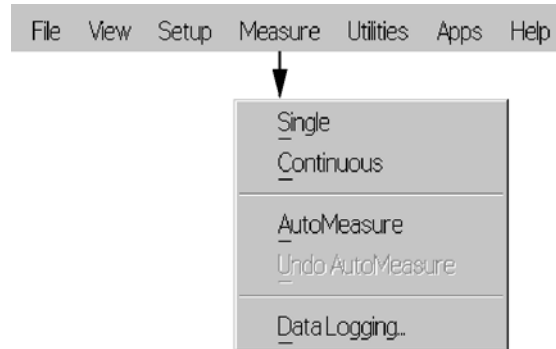 File View Setup Measure Utilities Apps Help
Single
Continuous
AutoMeasure
Undo AutoMeasure
Data Logging...